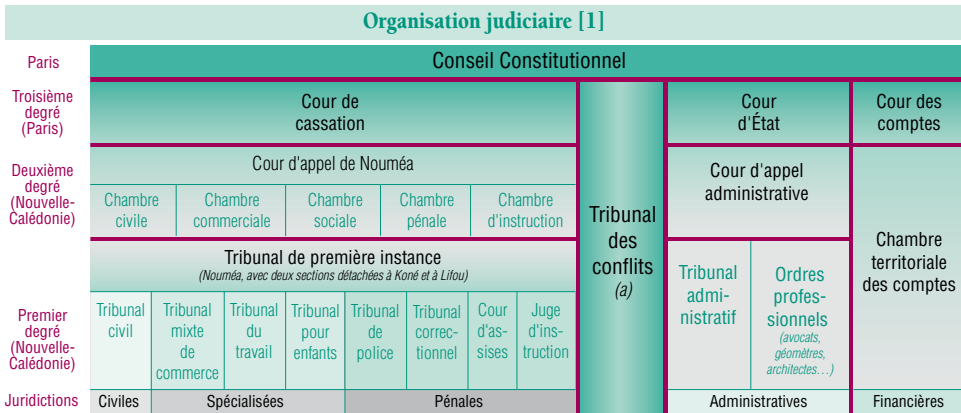 Organisation judiciaire [1]
Paris
Conseil Constitutionnel
Troisième
degré
(Paris)
Cour de
cassation
Cour
d'État
Cour des
comptes
Deuxième
degré
(Nouvelle-
Calédonie)
Cour d'appel de Nouméa
Chambre
civile
Chambre
commerciale
Chambre
sociale
Chambre
pénale
Chambre
d'instruction
Tribunal
des
conflits
(a)
Cour d'appel
administrative
Chambre
territoriale
des comptes
Tribunal de première instance
(Nouméa, avec deux sections détachées à Koné et à Lifou)
Premier
degré
(Nouvelle-
Calédonie)
Tribunal
civil
Tribunal
mixte
de
commerce
Tribunal
du
travail
Tribunal
pour
enfants
Tribunal
de
police
Tribunal
correc-
tionnel
Cour
d'as-
sises
Juge
d'ins-
truction
Tribunal
admi-
nistratif
Ordres
profes-
sionnels
(avocats,
géomètres,
architectes…)
Juridictions
Civiles
Spécialisées
Pénales
Administratives
Financières